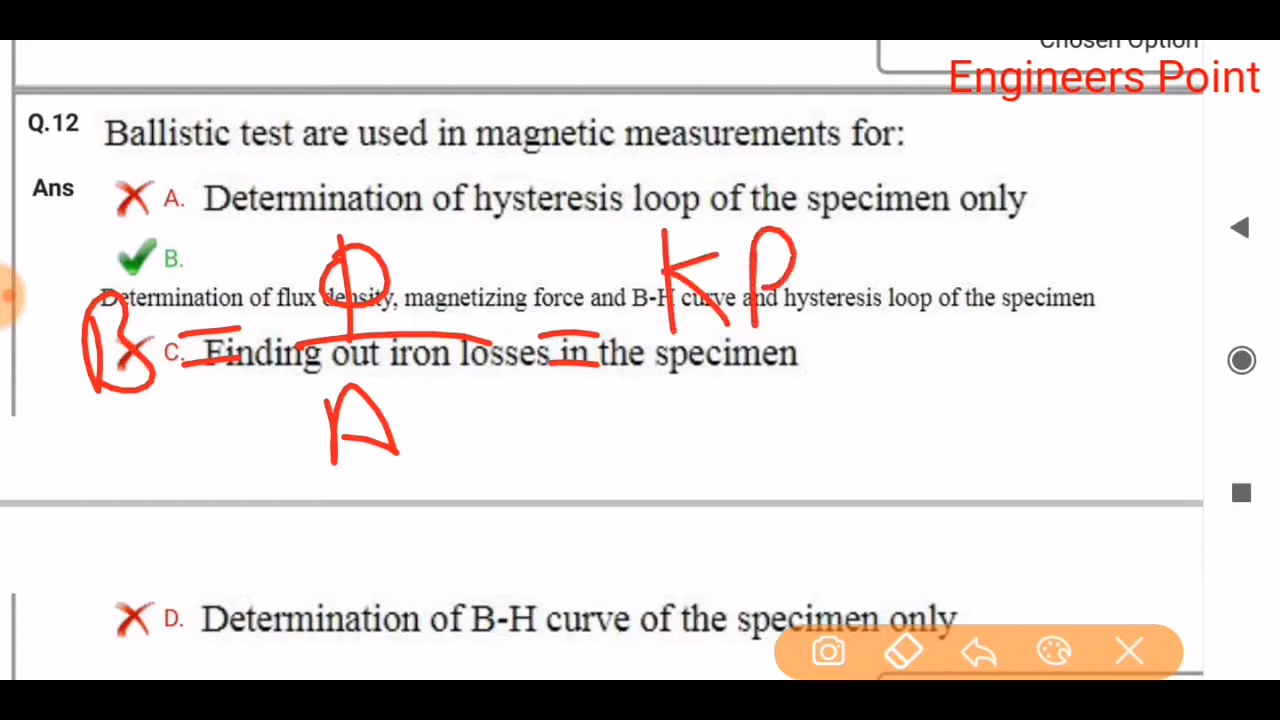 Chosen Option
Engineers Point
Q.12 Ballistic test are used in magnetic measurements for:
Ans A. Determination of hysteresis loop of the specimen only
B.
Determination of flux density, magnetizing force and B-H curve and hysteresis loop of the specimen
C. Finding out iron losses in the specimen
B = Φ = KP
A
D. Determination of B-H curve of the specimen only